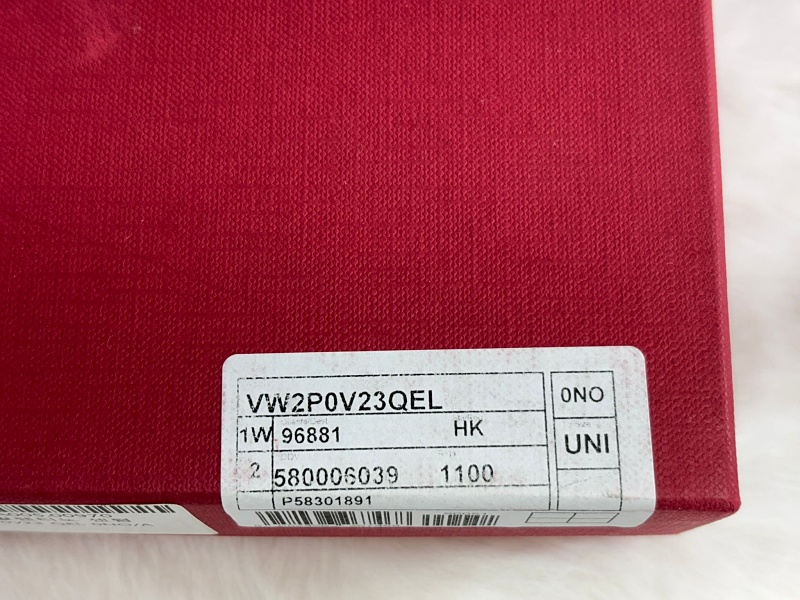 VW2P0V23QEL
0NO
1W 96881 HK
UNI
2 580006039 1100
P58301891